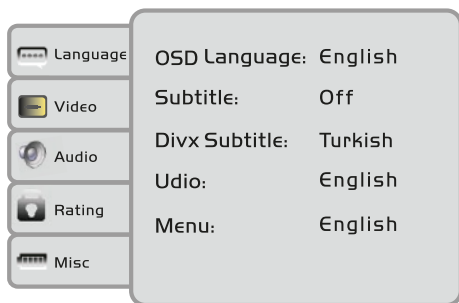 Language
Video
Audio
Rating
Misc
OSD Language: English
Subtitle: Off
Divx Subtitle: Turkish
Udio: English
Menu: English